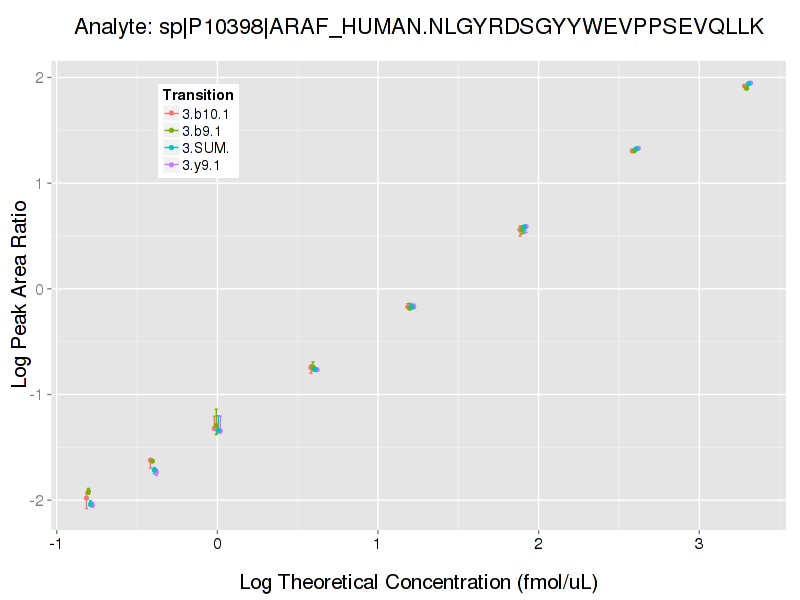 Analyte: sp|P10398|ARAF_HUMAN.NLGYRDSGYYWEVPPSEVQLLK
Transition
3.b10.1
3.b9.1
3.SUM.
3.y9.1
Log Peak Area Ratio
2
1
0
-1
-2
-1 0 1 2 3
Log Theoretical Concentration (fmol/uL)